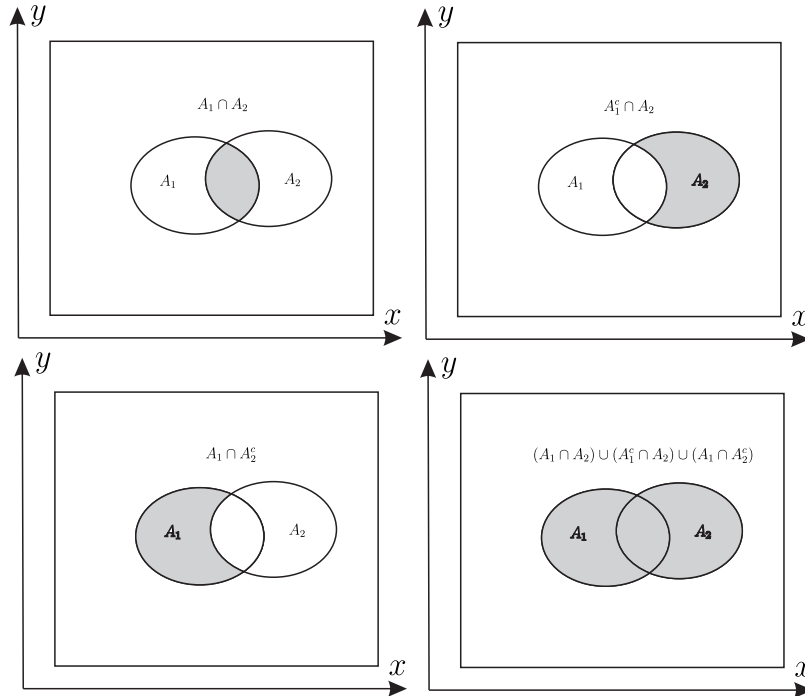 y
A₁ ∩ A₂
A₁
A₂
x
y
A₁ᶜ ∩ A₂
A₁
A₂
x
y
A₁ ∩ A₂ᶜ
A₁
A₂
x
y
(A₁ ∩ A₂) ∪ (A₁ᶜ ∩ A₂) ∪ (A₁ ∩ A₂ᶜ)
A₁
A₂
x